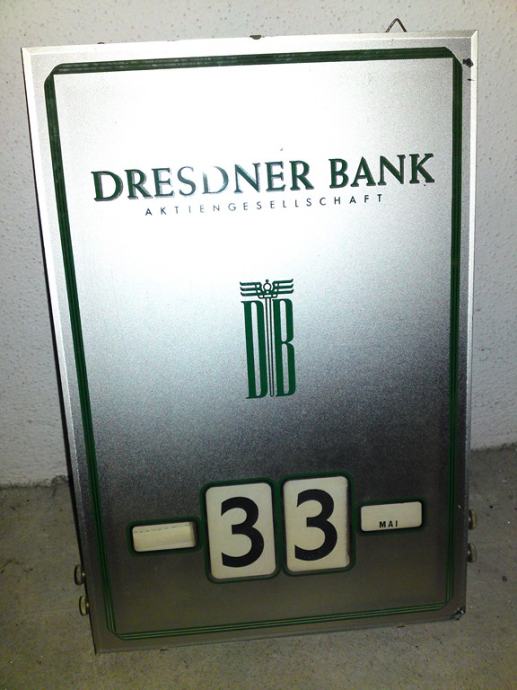 DRESDNER BANK
AKTIENGESELLSCHAFT
DB
33 MAI